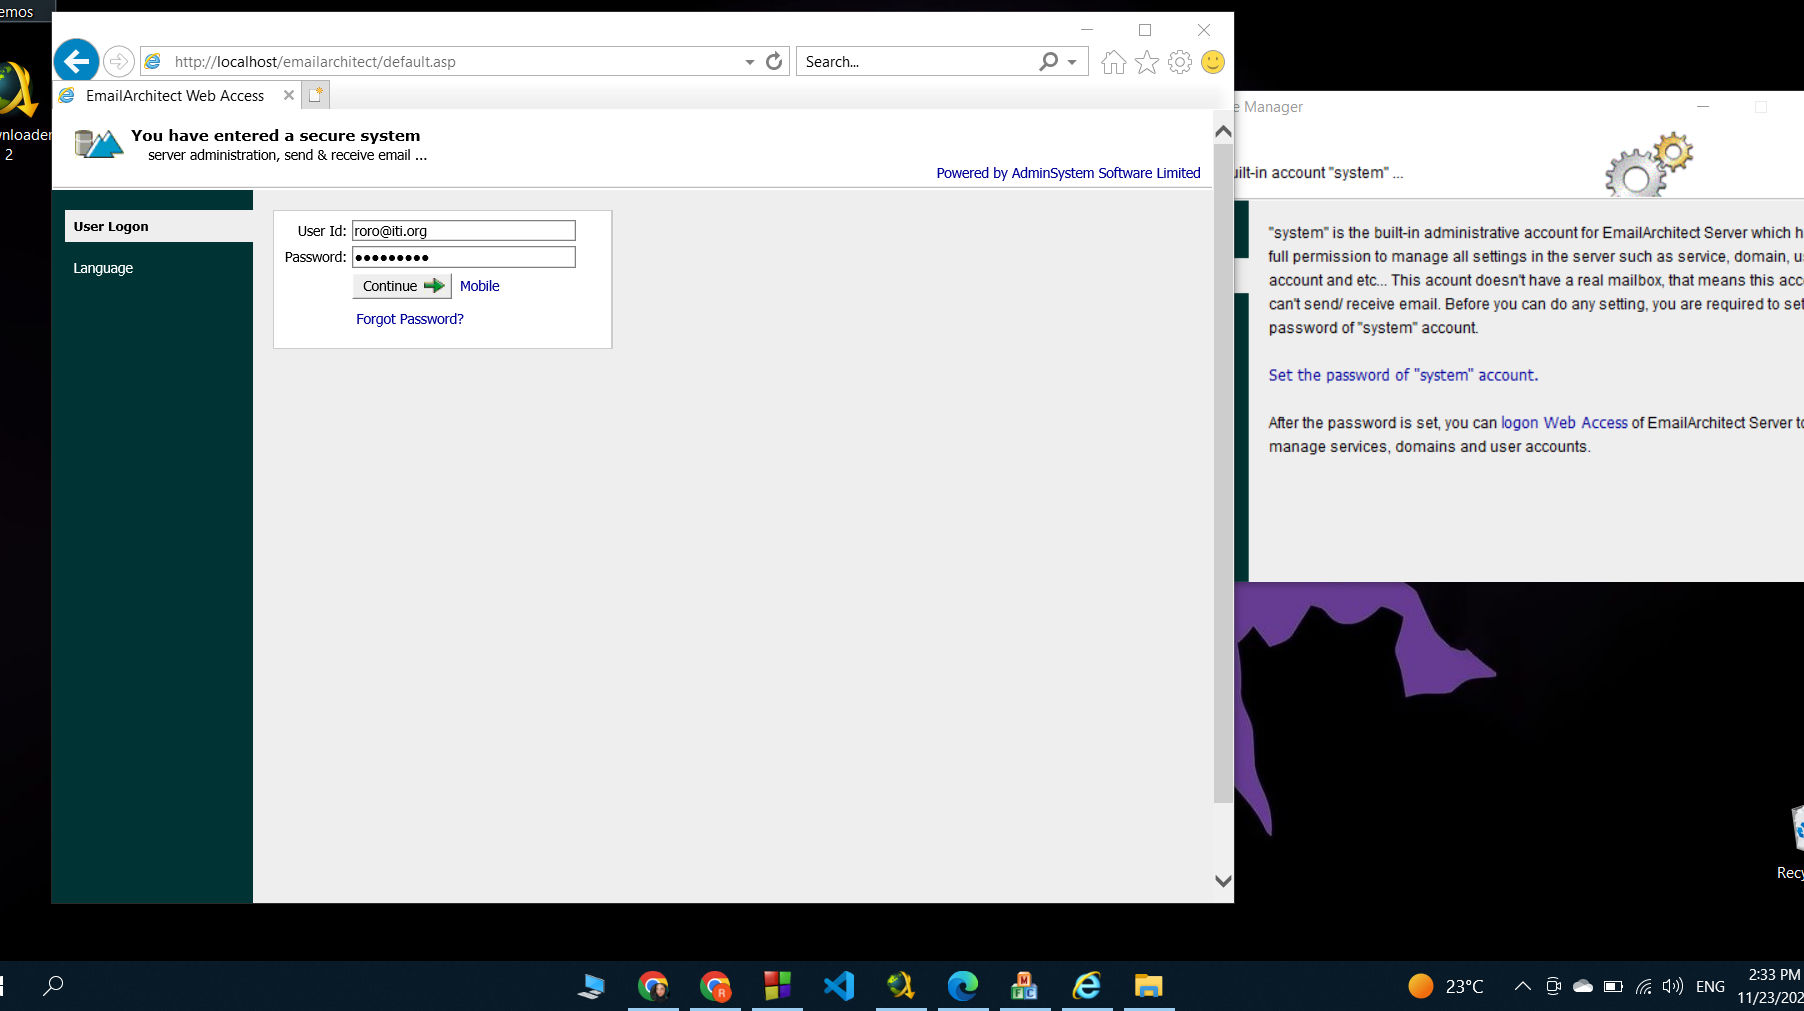 emos
nloader
2
http://localhost/emailarchitect/default.asp
Search...
EmailArchitect Web Access
You have entered a secure system
server administration, send & receive email ...
Powered by AdminSystem Software Limited
User Logon
Language
User Id: roro@iti.org
Password: ●●●●●●●●●
Continue Mobile
Forgot Password?
e Manager
uilt-in account "system" ...
"system" is the built-in administrative account for EmailArchitect Server which h
full permission to manage all settings in the server such as service, domain, u
account and etc... This acount doesn't have a real mailbox, that means this acc
can't send/ receive email. Before you can do any setting, you are required to set
password of "system" account.
Set the password of "system" account.
After the password is set, you can logon Web Access of EmailArchitect Server to
manage services, domains and user accounts.
Recy
23°C
ENG
2:33 PM
11/23/202